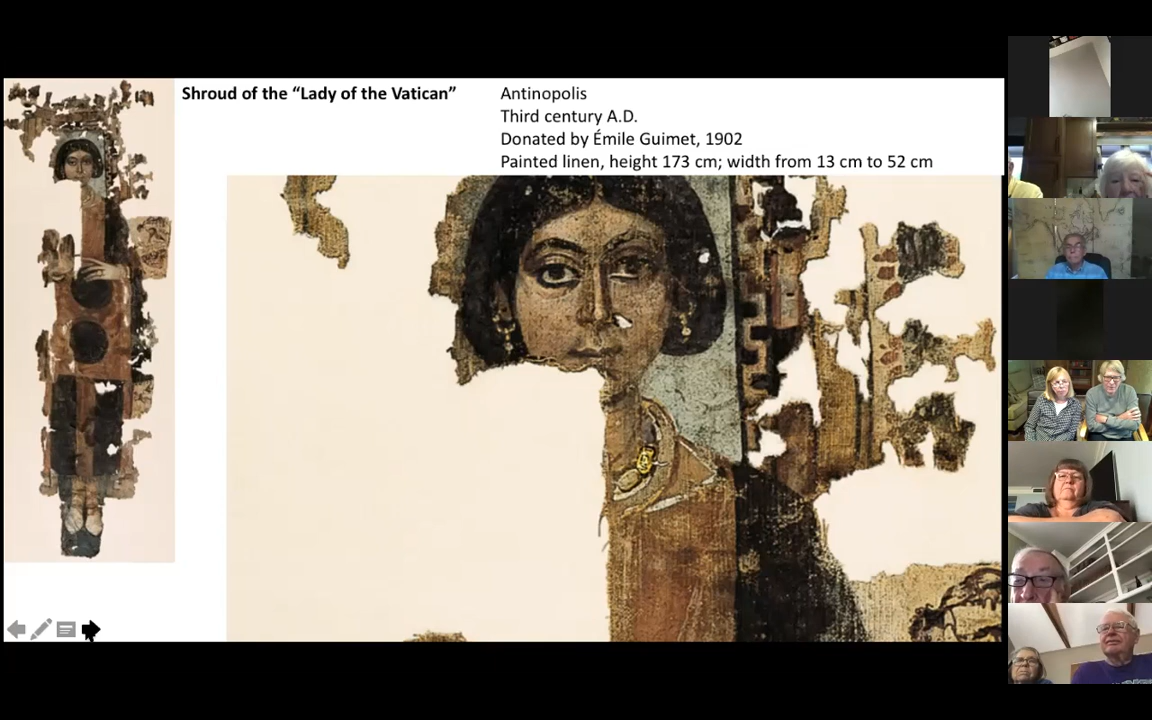 Shroud of the “Lady of the Vatican”
Antinopolis
Third century A.D.
Donated by Émile Guimet, 1902
Painted linen, height 173 cm; width from 13 cm to 52 cm